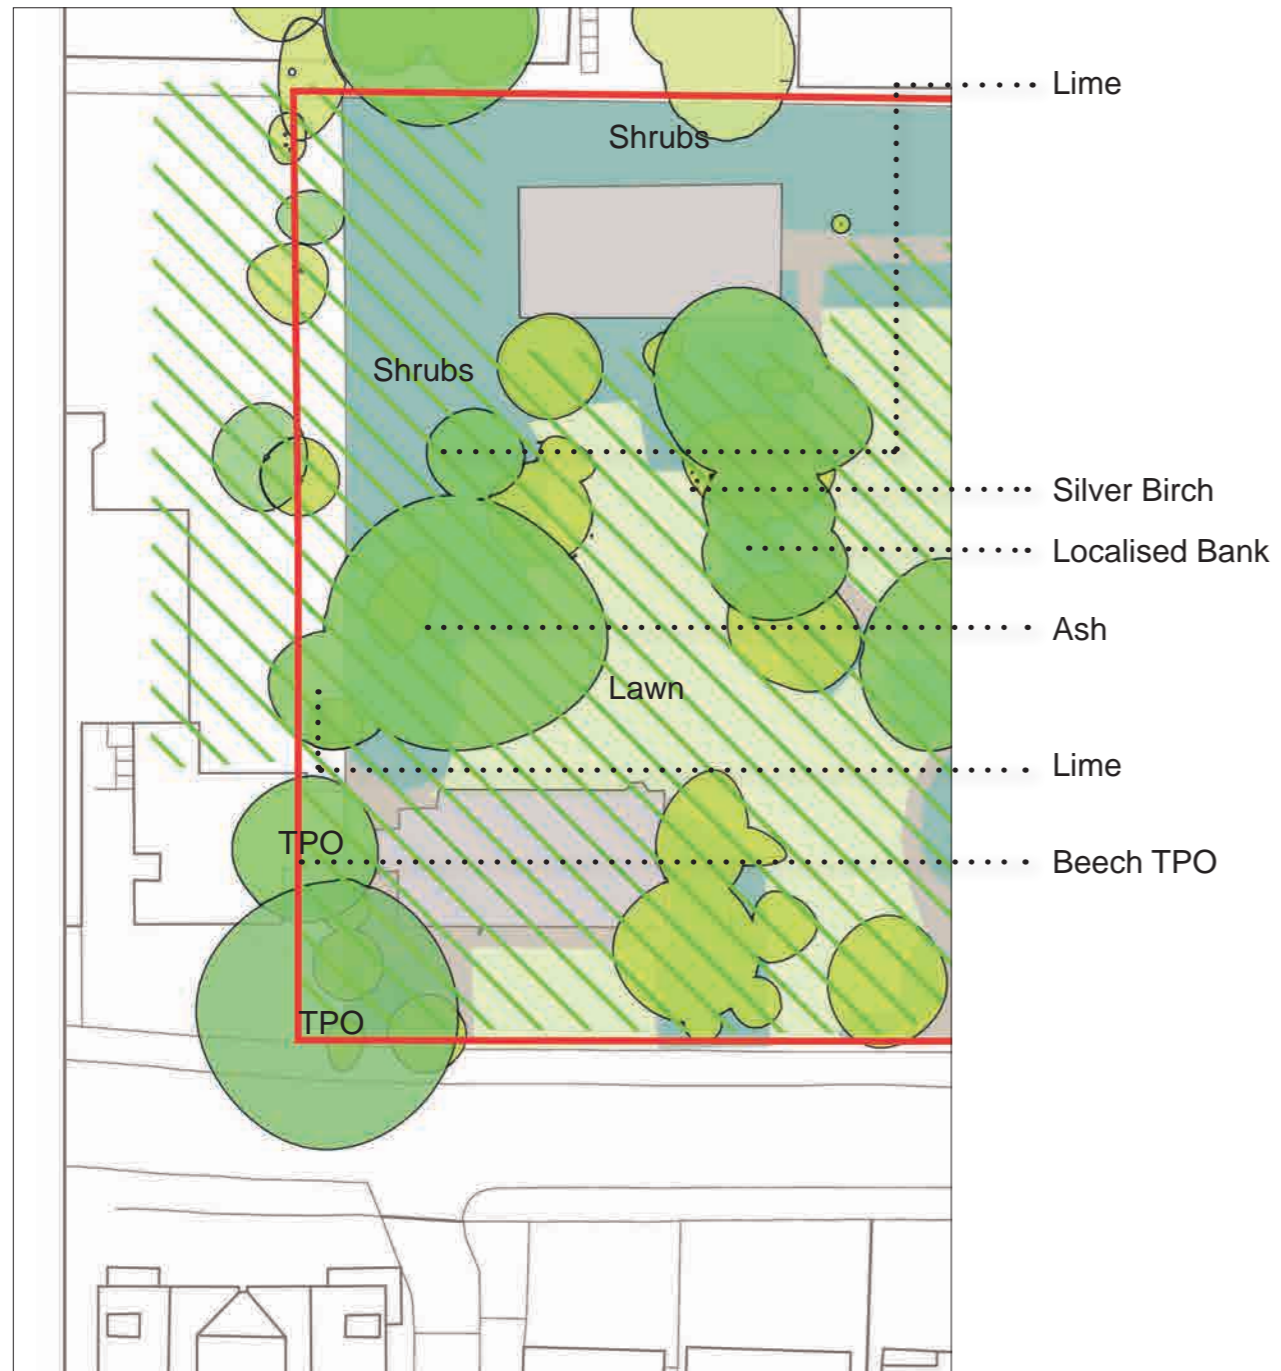 Lime
Shrubs
Shrubs
Silver Birch
Localised Bank
Ash
Lawn
Lime
TPO
Beech TPO
TPO